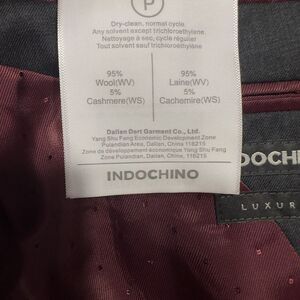 P
Dry-clean, normal cycle.
Any solvent except trichloroethylene.
Nettoyage à sec, cycle régulier
Tout solvent sauf trichloroéthylène.
95%
Wool(WV)
5%
Cashmere(WS)
95%
Laine(WV)
5%
Cachemire(WS)
Dalian Dort Garment Co., Ltd.
Yang Shu Fang Economic Development Zone
Pulandian Area, Dalian, China, 116215
Zone de développement économique Yang Shu Fang
Zone Pulandian, Dalian, China, 116215
INDOCHINO
DOCHI
LUXUR